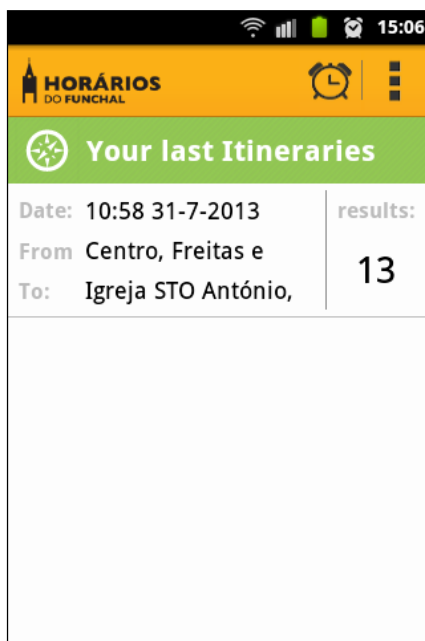 15:06
HORÁRIOS
DO FUNCHAL
Your last Itineraries
Date: 10:58 31-7-2013
results:
From Centro, Freitas e
13
To: Igreja STO António,